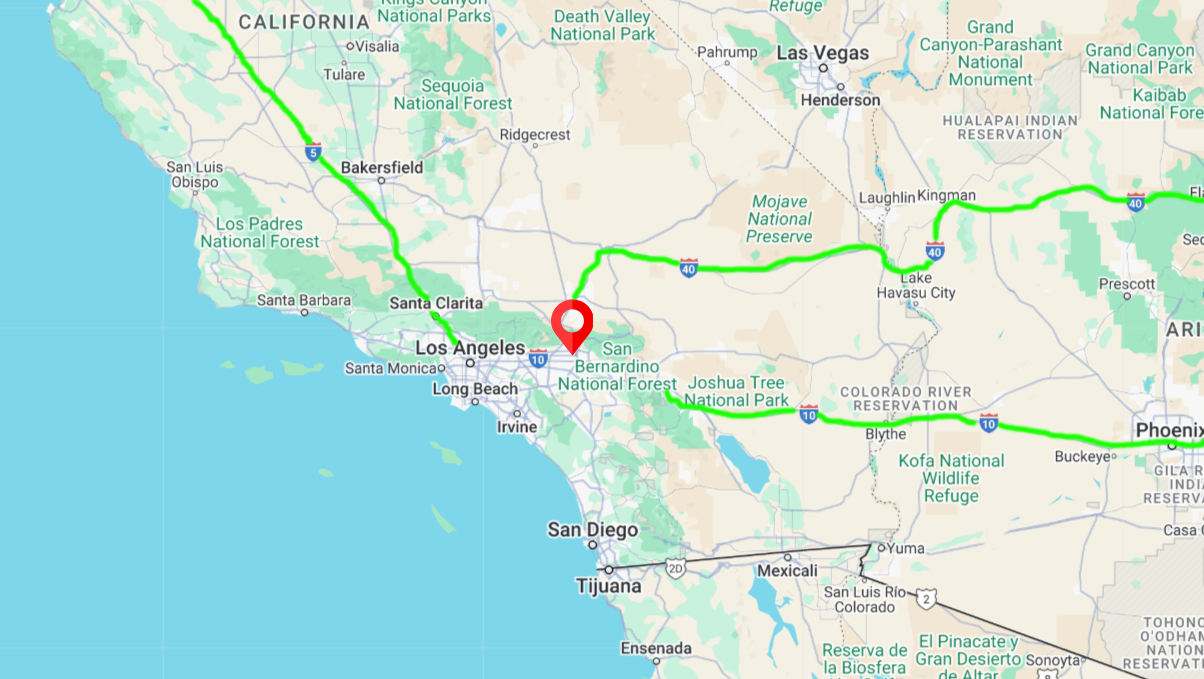 Kings Canyon
National Parks
CALIFORNIA
Visalia
Tulare
Sequoia
National Forest
Death Valley
National Park
Refuge
Pahrump
Las Vegas
Henderson
Grand
Canyon-Parashant
National
Monument
Grand Canyon
National Park
Kaibab
National Fore
HUALAPAI INDIAN
RESERVATION
Ridgecrest
5
Bakersfield
San Luis
Obispo
Los Padres
National Forest
Mojave
National
Preserve
Laughlin
Kingman
40
Fla
40
Sed
40
Lake
Havasu City
Prescott
Santa Barbara
Santa Clarita
ARI
Los Angeles
10
Santa Monica
San
Bernardino
National Forest
Long Beach
Irvine
Joshua Tree
National Park
10
COLORADO RIVER
RESERVATION
Blythe
10
Phoenix
Buckeye
Kofa National
Wildlife
Refuge
GILA R
INDI
RESERVA
San Diego
Casa G
Yuma
2D
Mexicali
Tijuana
San Luis Río
Colorado
2
TOHONO
O'ODHAM
NATION
RESERVAT
Ensenada
Reserva de
la Biosfera
El Pinacate y
Gran Desierto
de Altar
Sonoyta
8